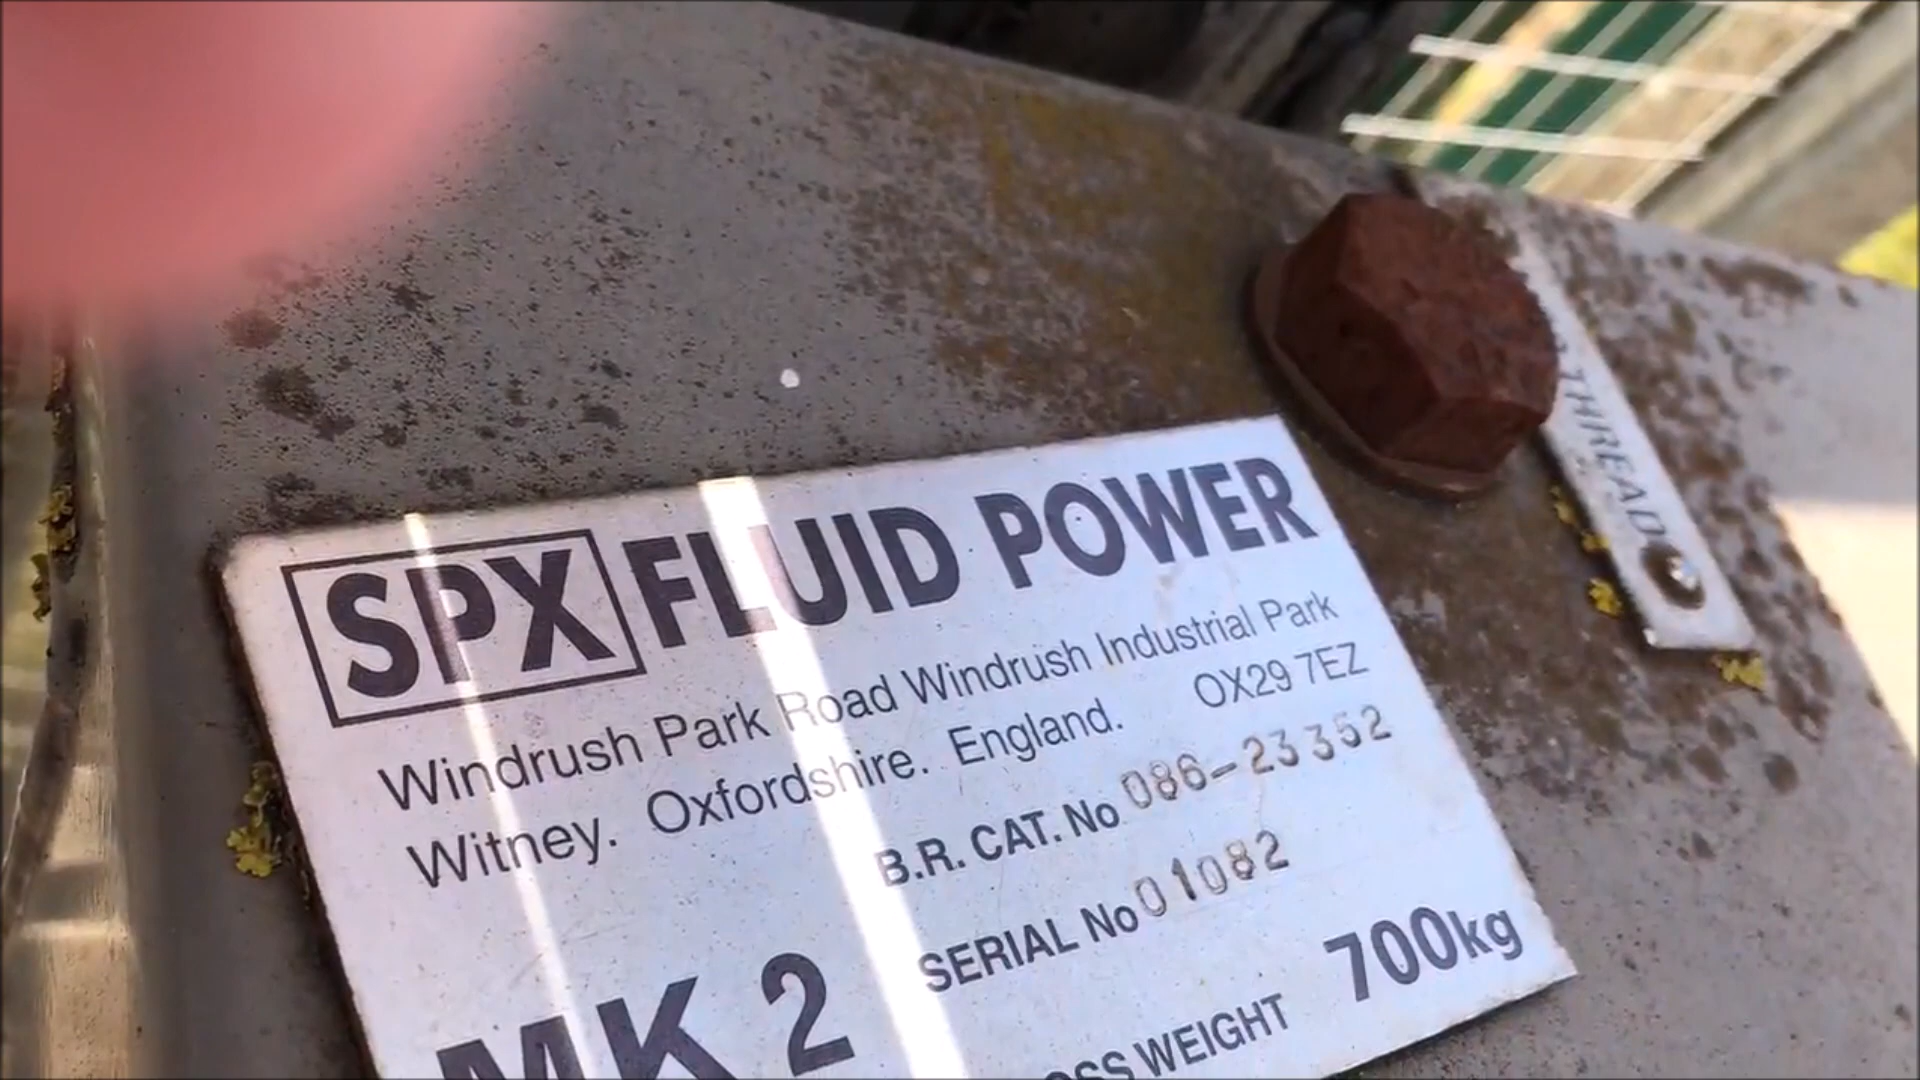 SPX FLUID POWER
Windrush Park Road Windrush Industrial Park
Witney. Oxfordshire. England. OX29 7EZ
B.R. CAT. No 086-23352
SERIAL No 01082
MK 2
WEIGHT 700kg
THREAD